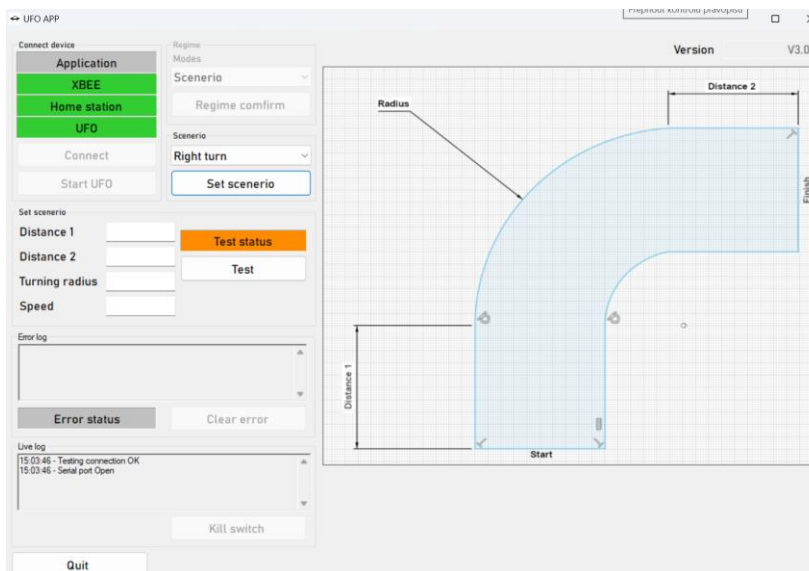 UFO APP
Přepnout kontrolu pravopisu
Connect device
Application
XBEE
Home station
UFO
Connect
Start UFO
Regime
Modes
Scenerio
Regime comfirm
Scenerio
Right turn
Set scenerio
Set scenerio
Distance 1
Distance 2
Turning radius
Speed
Test status
Test
Error log
Error status
Clear error
Live log
15:03:46 - Testing connection OK
15:03:46 - Serial port Open
Kill switch
Quit
Version V3.0
Distance 2
Radius
Finish
Distance 1
Start